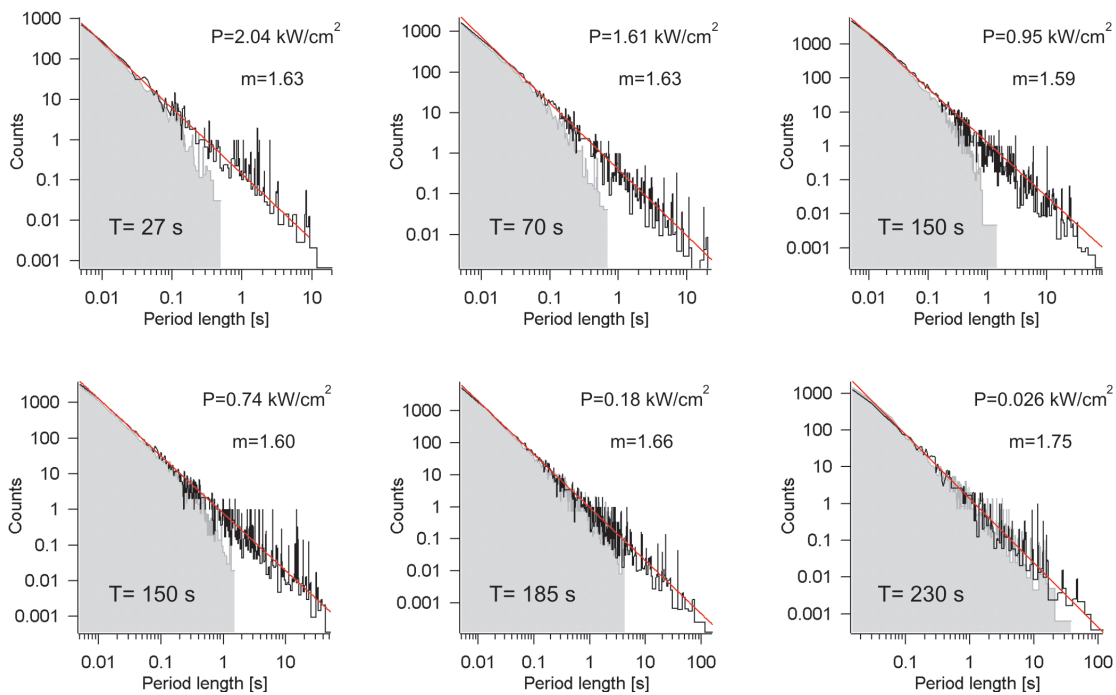 1000
100
10
1
0.1
0.01
0.001
Counts
P=2.04 kW/cm²
m=1.63
T= 27 s
0.01 0.1 1 10
Period length [s]
1000
100
10
1
0.1
0.01
Counts
P=1.61 kW/cm²
m=1.63
T= 70 s
0.01 0.1 1 10
Period length [s]
1000
100
10
1
0.1
0.01
0.001
Counts
P=0.95 kW/cm²
m=1.59
T= 150 s
0.01 0.1 1 10
Period length [s]
1000
100
10
1
0.1
0.01
0.001
Counts
P=0.74 kW/cm²
m=1.60
T= 150 s
0.01 0.1 1 10
Period length [s]
1000
100
10
1
0.1
0.01
0.001
Counts
P=0.18 kW/cm²
m=1.66
T= 185 s
0.01 0.1 1 10 100
Period length [s]
1000
100
10
1
0.1
0.01
0.001
Counts
P=0.026 kW/cm²
m=1.75
T= 230 s
0.1 1 10 100
Period length [s]